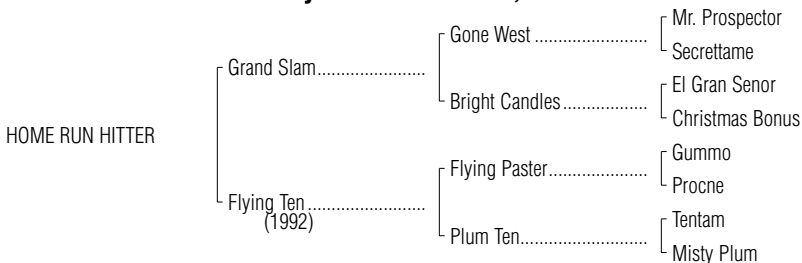 Mr. Prospector
Gone West .......................
Secrettame
Grand Slam......................
El Gran Senor
Bright Candles.................
Christmas Bonus
HOME RUN HITTER
Gummo
Flying Paster....................
Procne
Flying Ten ........................
(1992)
Tentam
Plum Ten..........................
Misty Plum